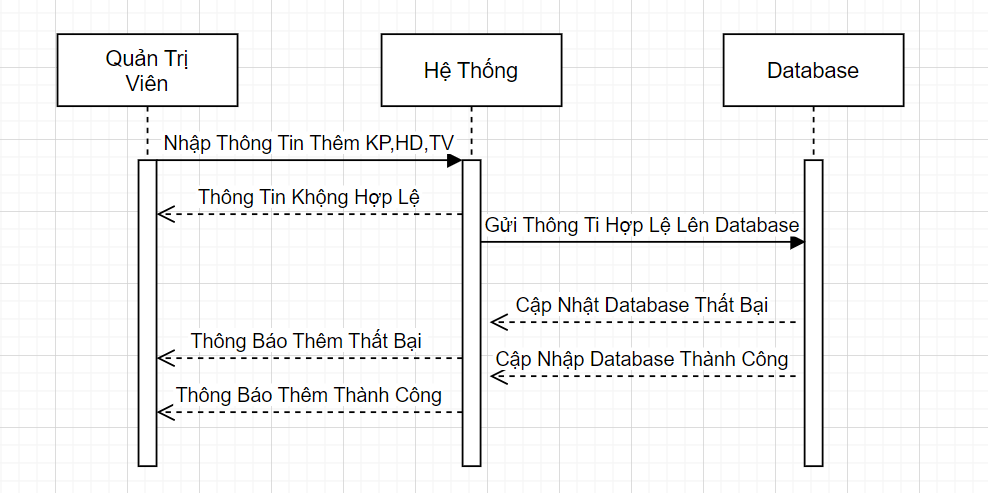 Quản Trị
Viên
Hệ Thống
Database
Nhập Thông Tin Thêm KP,HD,TV
Thông Tin Không Hợp Lệ
Gửi Thông Ti Hợp Lệ Lên Database
Cập Nhật Database Thất Bại
Thông Báo Thêm Thất Bại
Cập Nhập Database Thành Công
Thông Báo Thêm Thành Công